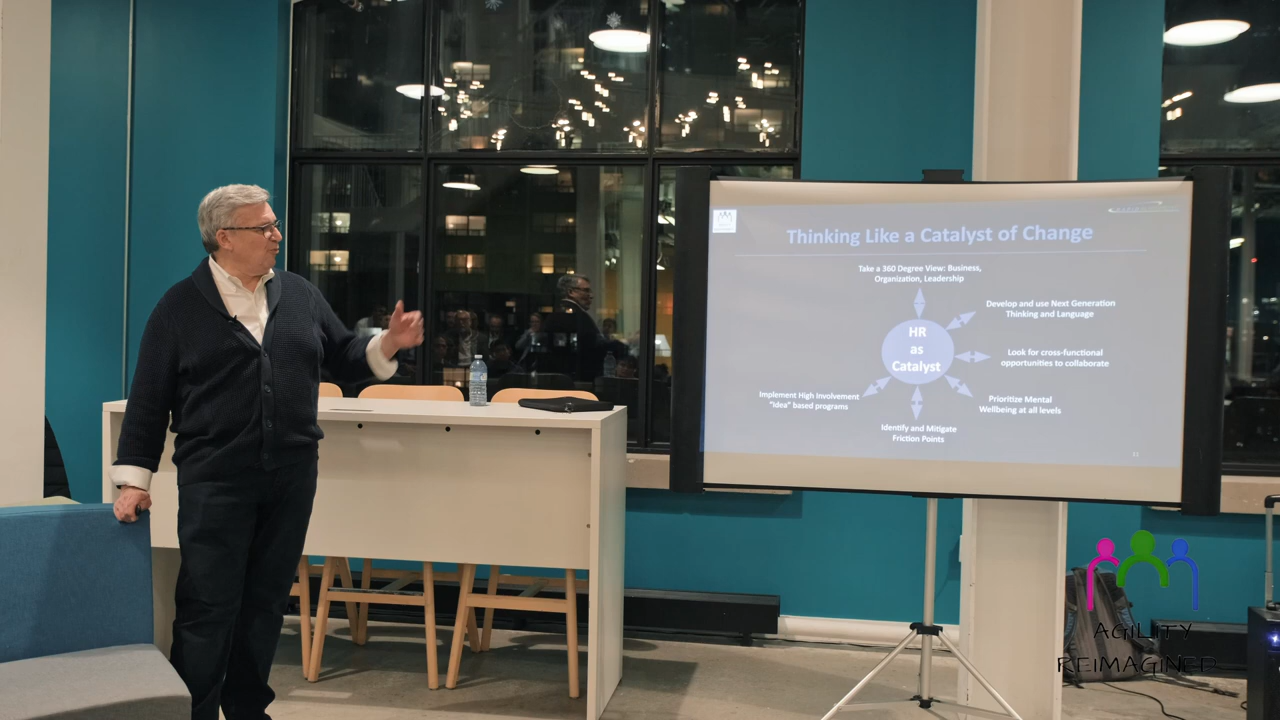 Thinking Like a Catalyst of Change
Take a 360 Degree View: Business,
Organization, Leadership
Develop and use Next Generation
Thinking and Language
HR
as
Catalyst
Look for cross-functional
opportunities to collaborate
Implement High Involvement
"Idea" based programs
Prioritize Mental
Wellbeing at all levels
Identify and Mitigate
Friction Points
AGILITY
REIMAGINED